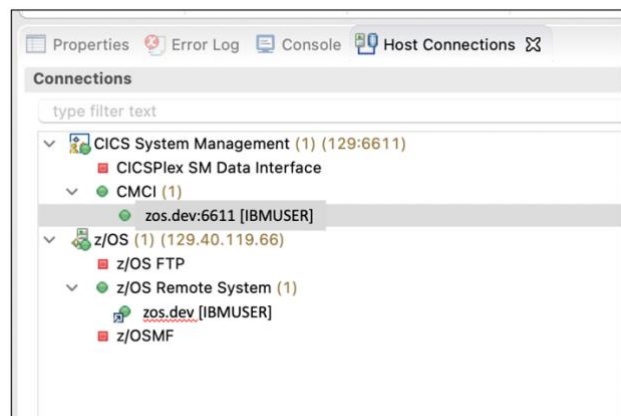 Properties Error Log Console Host Connections
Connections
type filter text
CICS System Management (1) (129:6611)
CICSPlex SM Data Interface
CMCI (1)
zos.dev:6611 [IBMUSER]
z/OS (1) (129.40.119.66)
z/OS FTP
z/OS Remote System (1)
zos.dev [IBMUSER]
z/OSMF